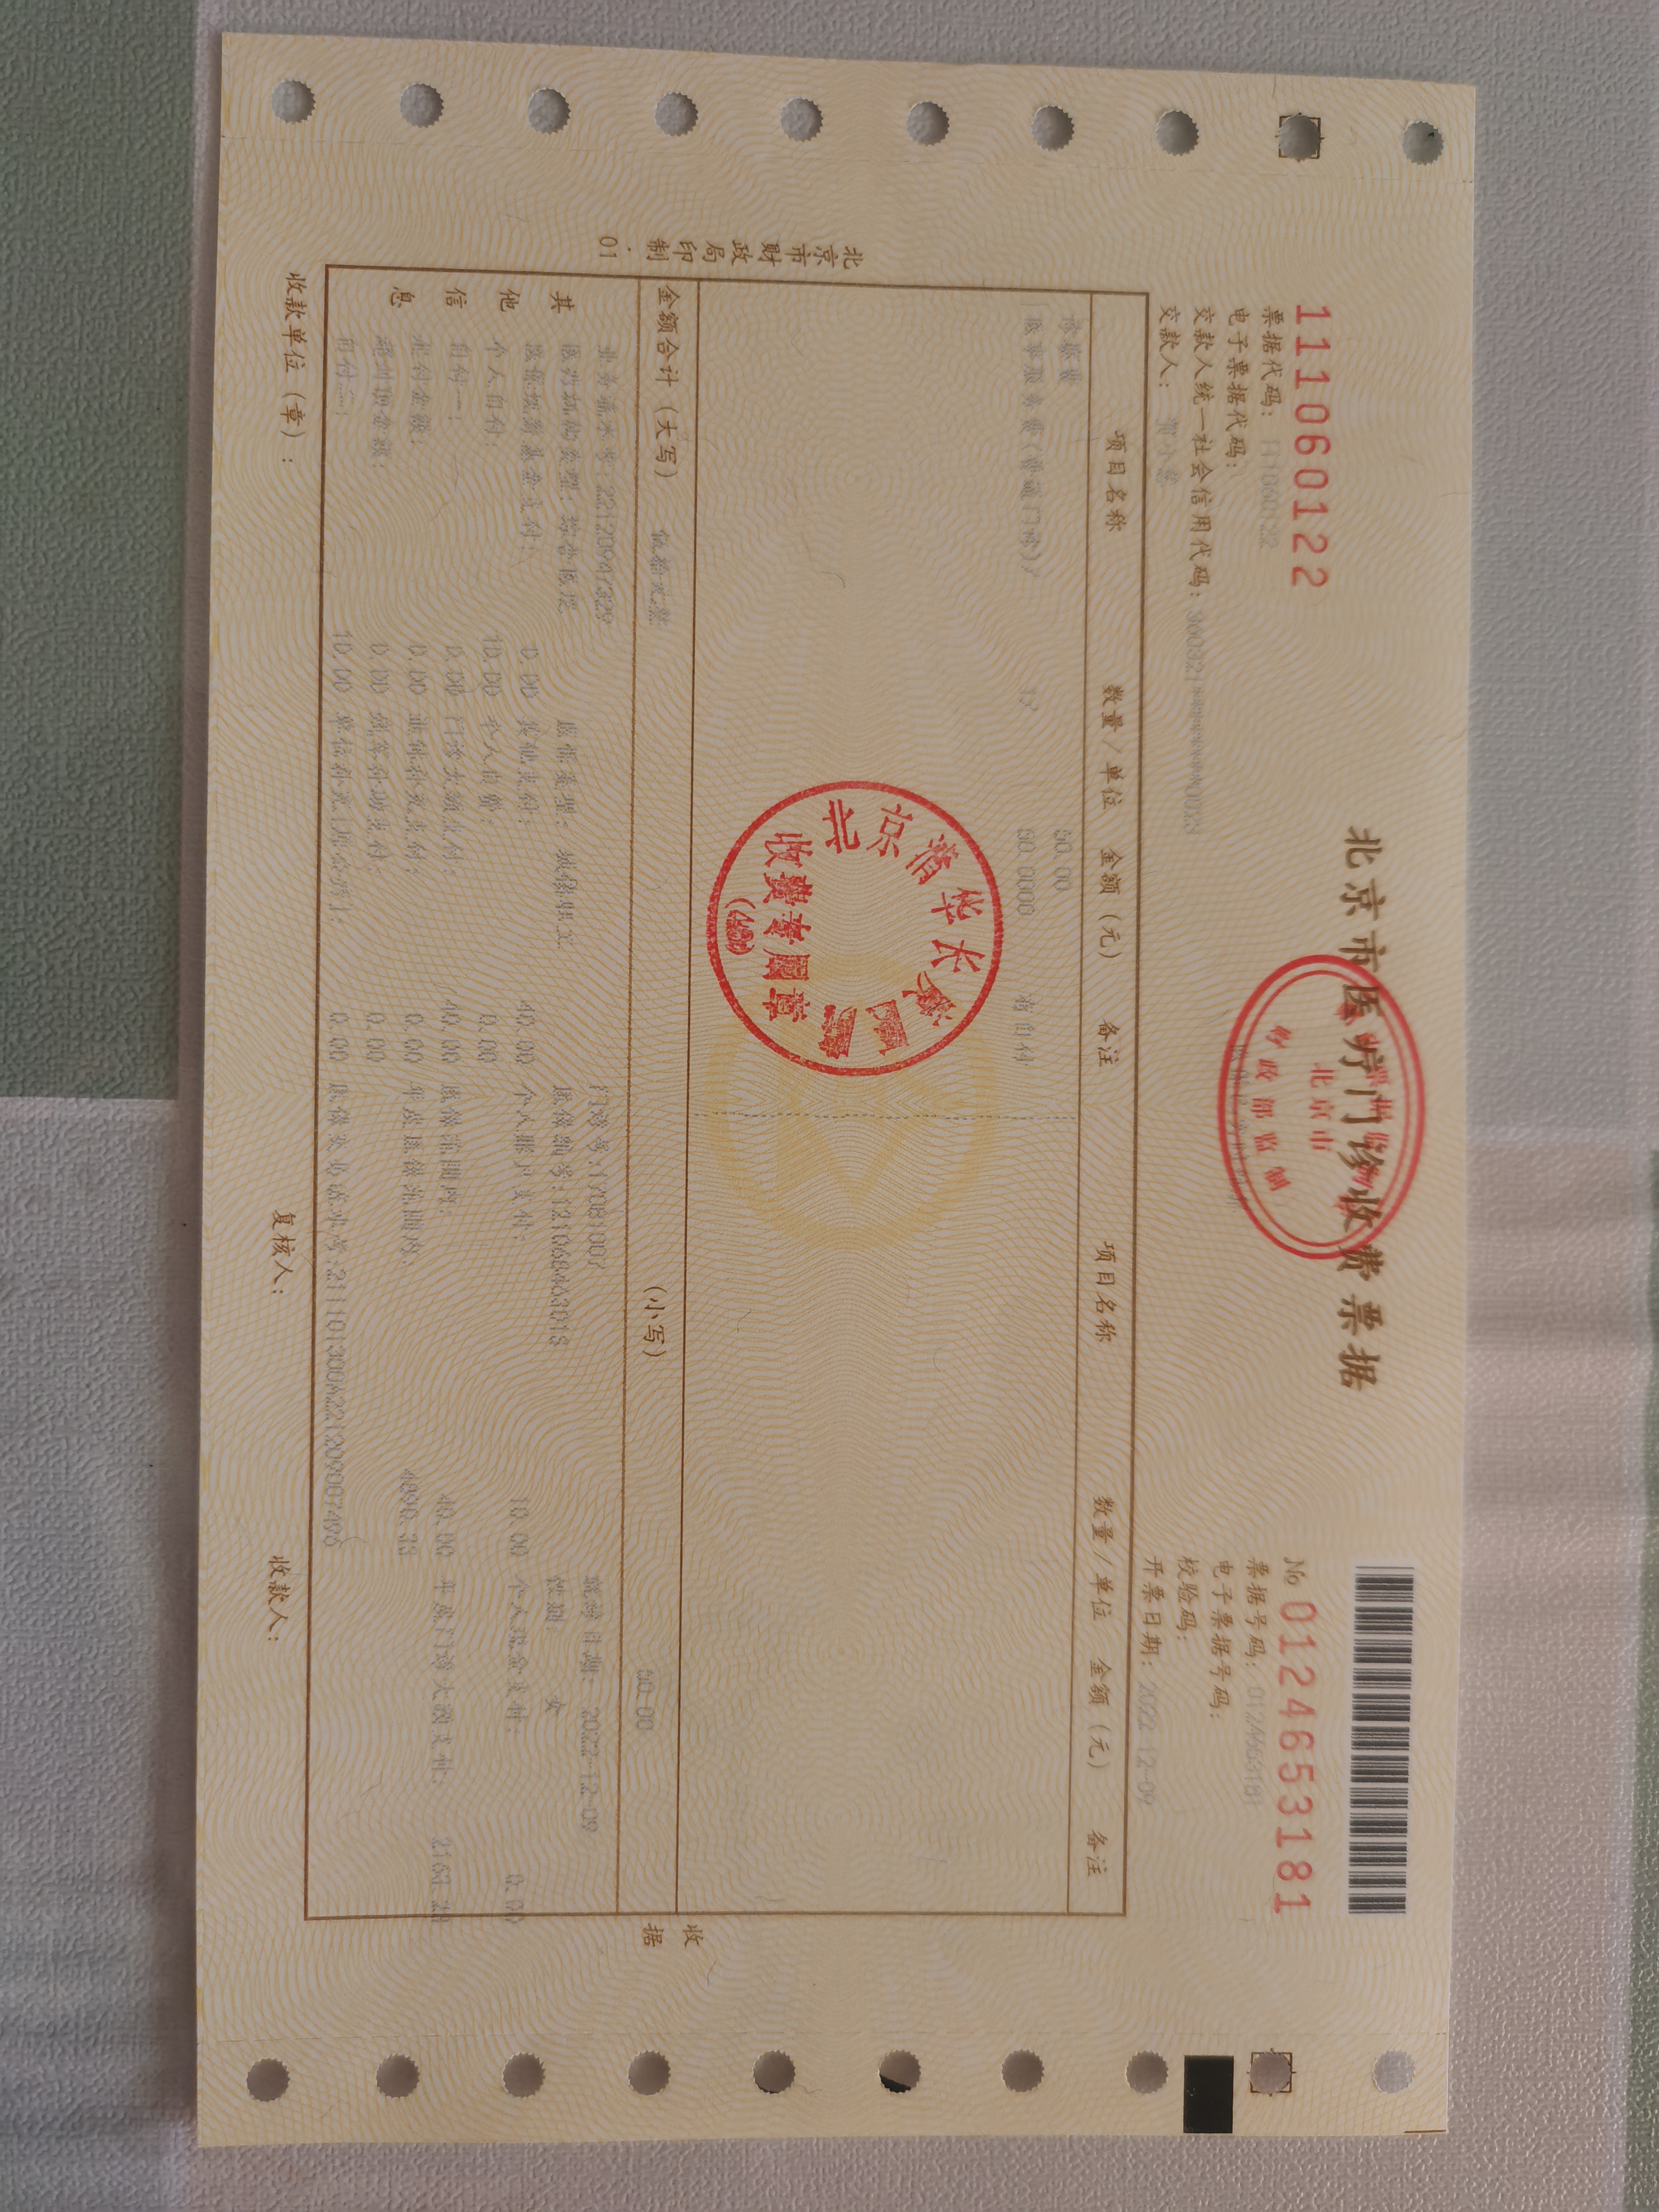 北京市医疗门诊收费票据
北京市
财政部监制
111060122
No 0124653181
票据代码：111060122
票据号码：0124653181
电子票据代码：
电子票据号码：
交款人统一社会信用代码：360321********0023
校验码：
交款人：贺小慧
开票日期：2022-12-09
项目名称 数量／单位 金额（元） 备注 项目名称 数量／单位 金额（元） 备注
诊察费 50.00
医事服务费(普通门诊)/ 1/ 50.0000 有自付
北京清华长庚医院
收费专用章
金额合计（大写） 伍拾元整 （小写） 50.00
其他信息
业务流水号:22120947329 门诊号:17081007 就诊日期： 2022-12-09
医疗机构类型：综合医院 医保类型： 城镇职工 医保编号:121068463018 性别： 女
医保统筹基金支付： 0.00 其他支付： 40.00 个人账户支付： 10.00 个人现金支付： 0.00
个人自付： 10.00 个人自费： 0.00
自付一： 0.00 门诊大额支付： 40.00 医保范围内： 40.00 年度门诊大额支付： 2163.28
起付金额： 0.00 退休补充支付： 0.00 年度医保范围内： 4890.33
超封顶金额： 0.00 残军补助支付： 0.00
自付二： 10.00 单位补充[原公疗]： 0.00 医保交易流水号:211101300A221209007496
收款单位（章）： 复核人： 收款人：
北京市财政局印制·01
收据